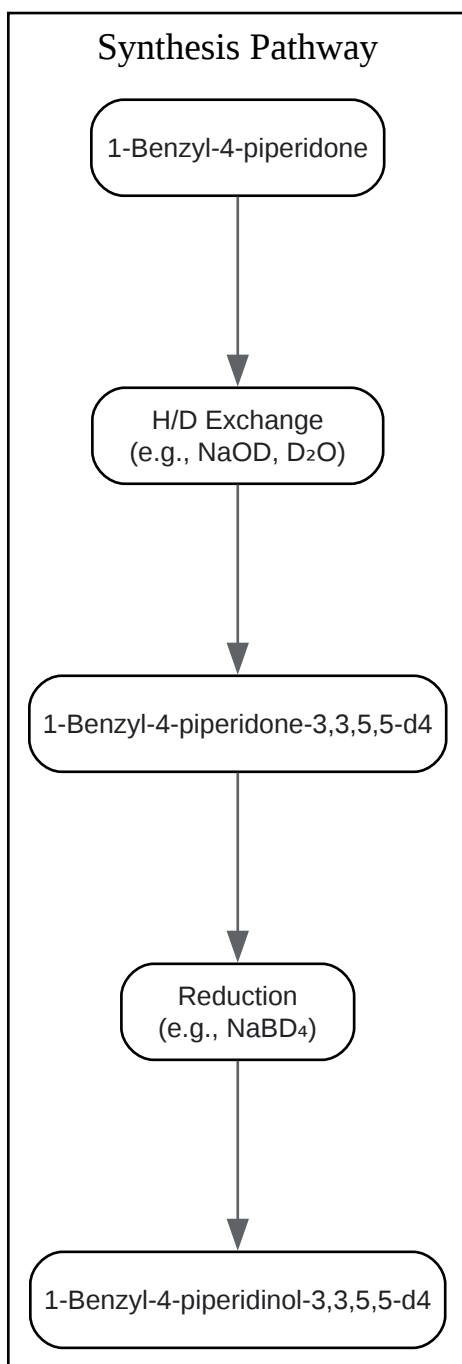 Synthesis Pathway
1-Benzyl-4-piperidone
H/D Exchange
(e.g., NaOD, D₂O)
1-Benzyl-4-piperidone-3,3,5,5-d4
Reduction
(e.g., NaBD₄)
1-Benzyl-4-piperidinol-3,3,5,5-d4